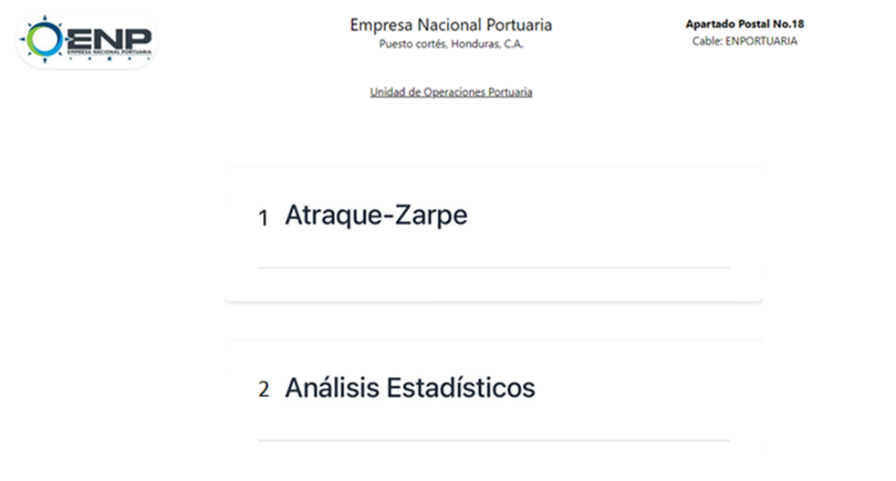 ENP
EMPRESA NACIONAL PORTUARIA
Empresa Nacional Portuaria
Puesto cortés, Honduras, C.A.
Apartado Postal No.18
Cable: ENPORTUARIA
Unidad de Operaciones Portuaria
1 Atraque-Zarpe
2 Análisis Estadísticos